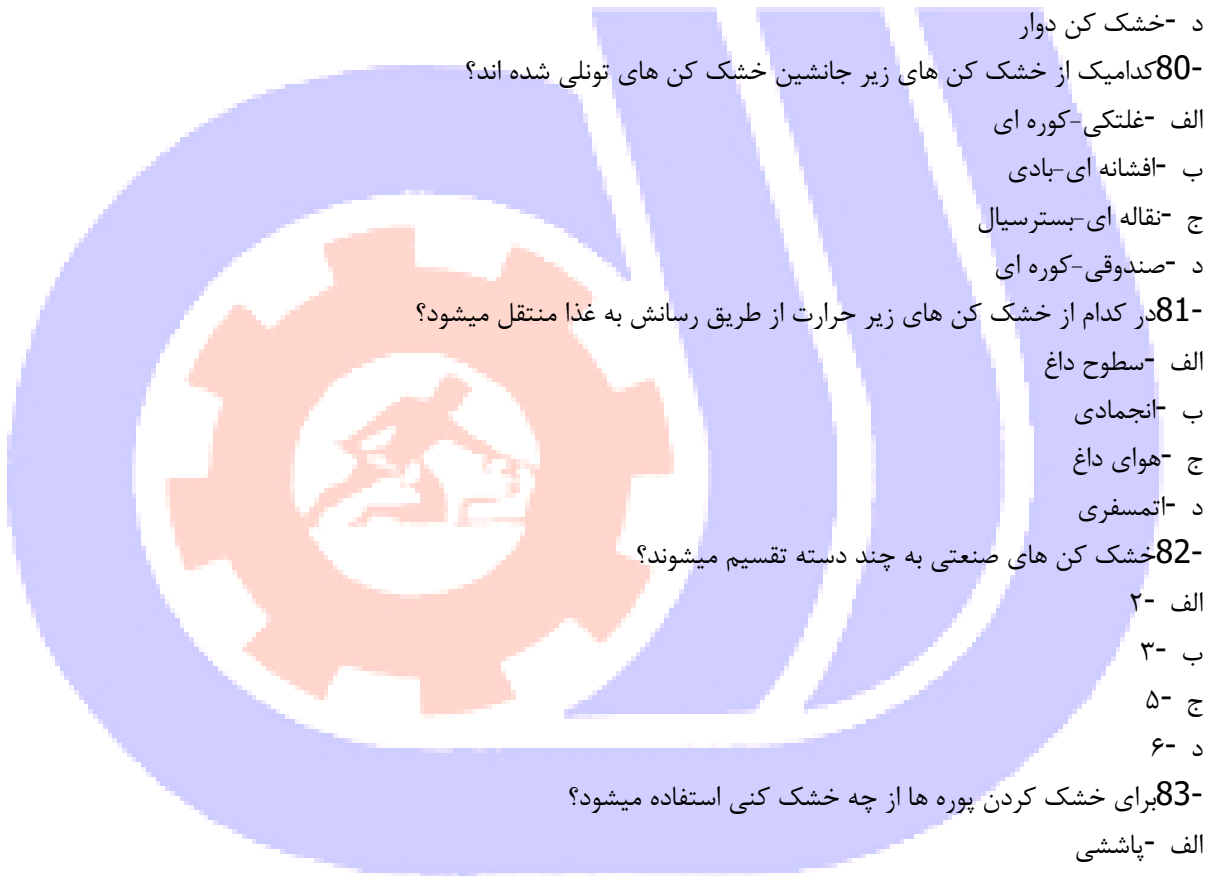 د -خشک کن دوار
80-کدامیک از خشک کن های زیر جانشین خشک کن های تونلی شده اند؟
الف -غلتکی-کوره ای
ب -افشانه ای-بادی
ج -نقاله ای-بسترسیال
د -صندوقی-کوره ای
81-در کدام از خشک کن های زیر حرارت از طریق رسانش به غذا منتقل میشود؟
الف -سطوح داغ
ب -انجمادی
ج -هوای داغ
د -اتمسفری
82-خشک کن های صنعتی به چند دسته تقسیم میشوند؟
الف -۲
ب -۳
ج -۵
د -۶
83-برای خشک کردن پوره ها از چه خشک کنی استفاده میشود؟
الف -پاششی